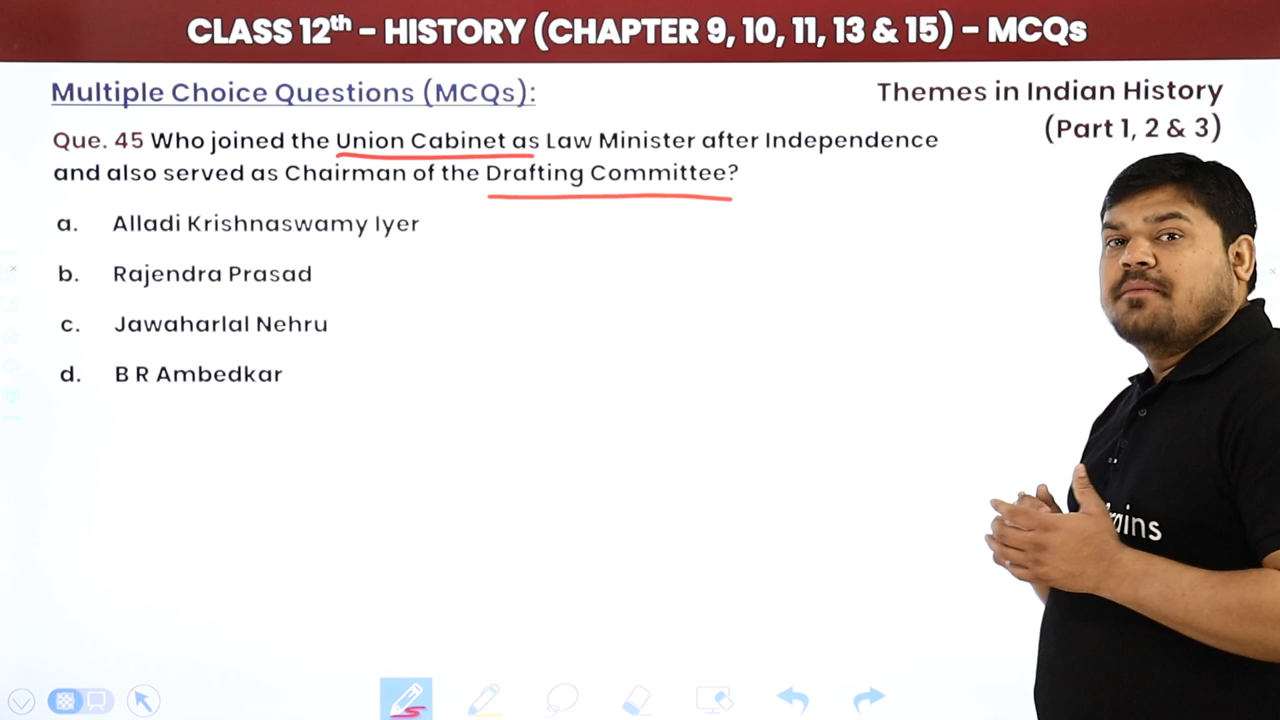 CLASS 12th - HISTORY (CHAPTER 9, 10, 11, 13 & 15) - MCQs
Multiple Choice Questions (MCQs):
Themes in Indian History
(Part 1, 2 & 3)
Que. 45 Who joined the Union Cabinet as Law Minister after Independence
and also served as Chairman of the Drafting Committee?
a. Alladi Krishnaswamy Iyer
b. Rajendra Prasad
c. Jawaharlal Nehru
d. B R Ambedkar